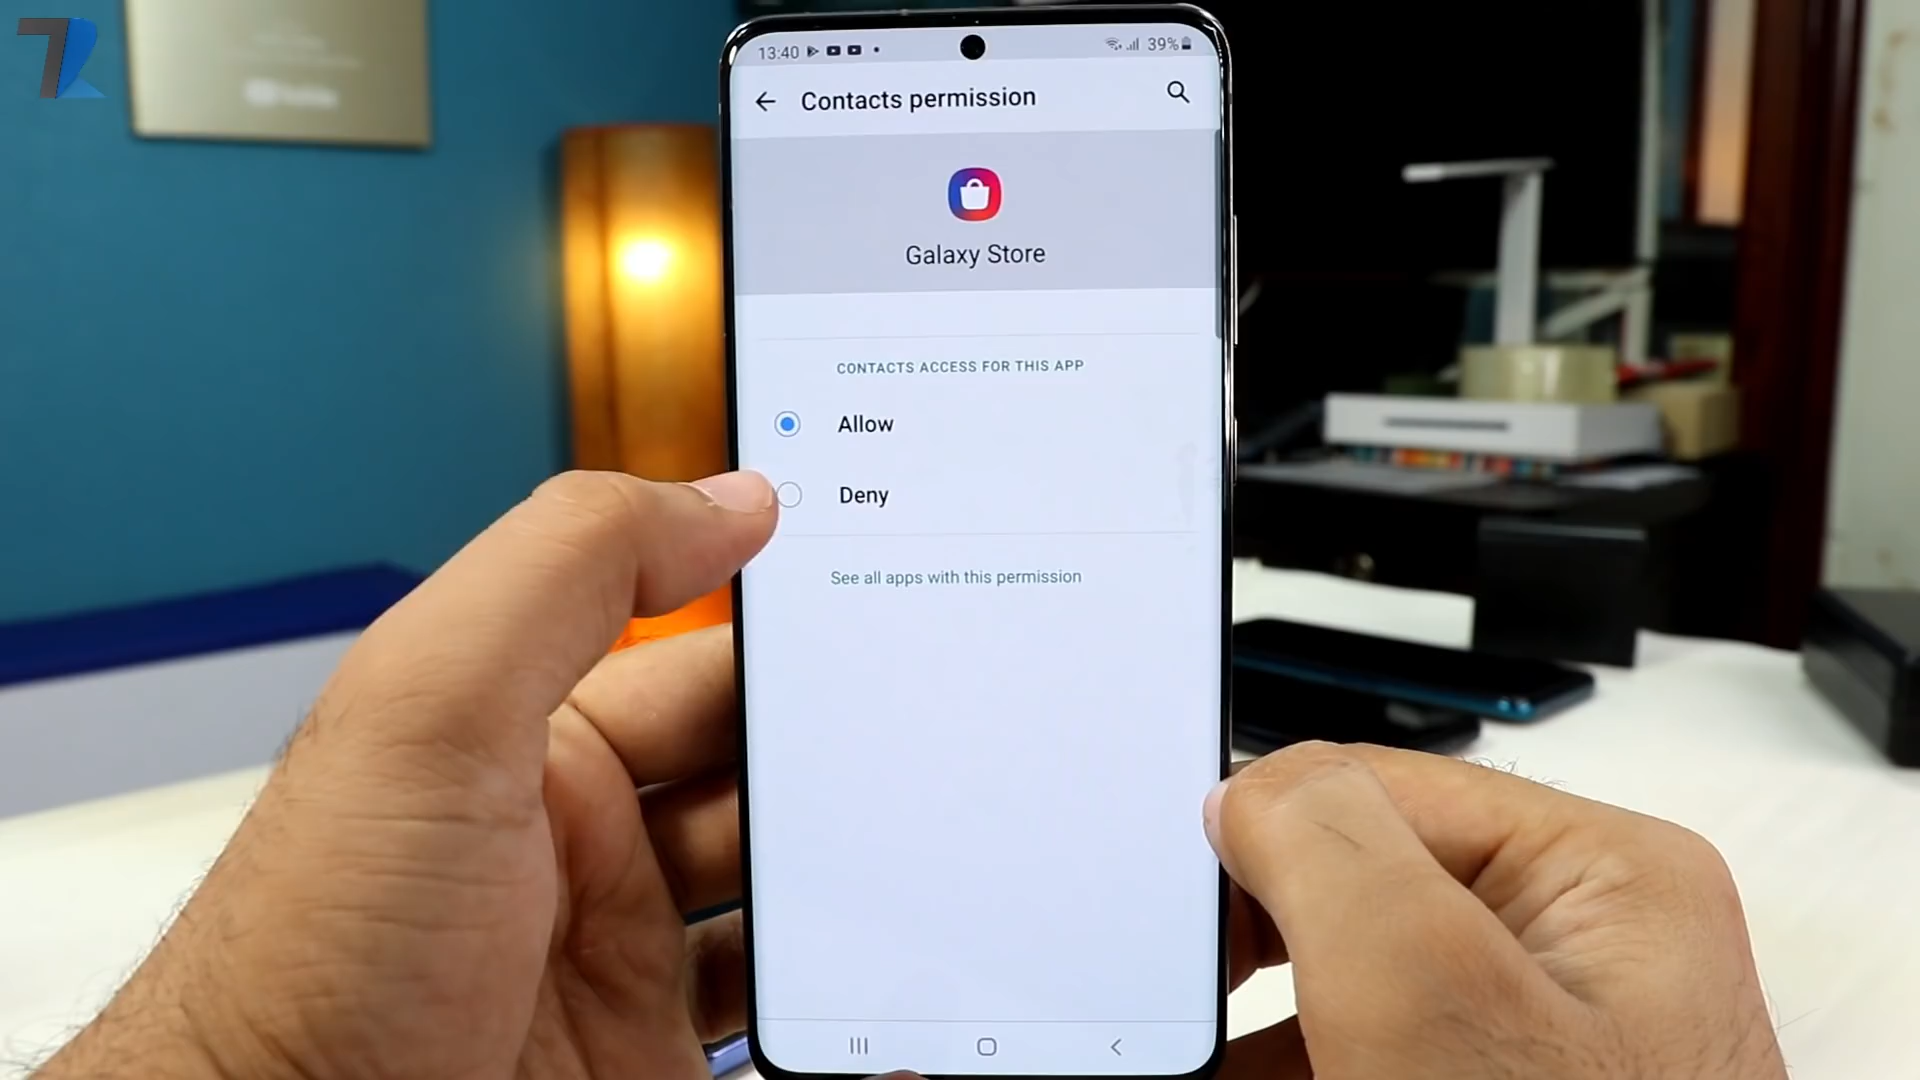 13:40
39%
Contacts permission
Galaxy Store
CONTACTS ACCESS FOR THIS APP
Allow
Deny
See all apps with this permission